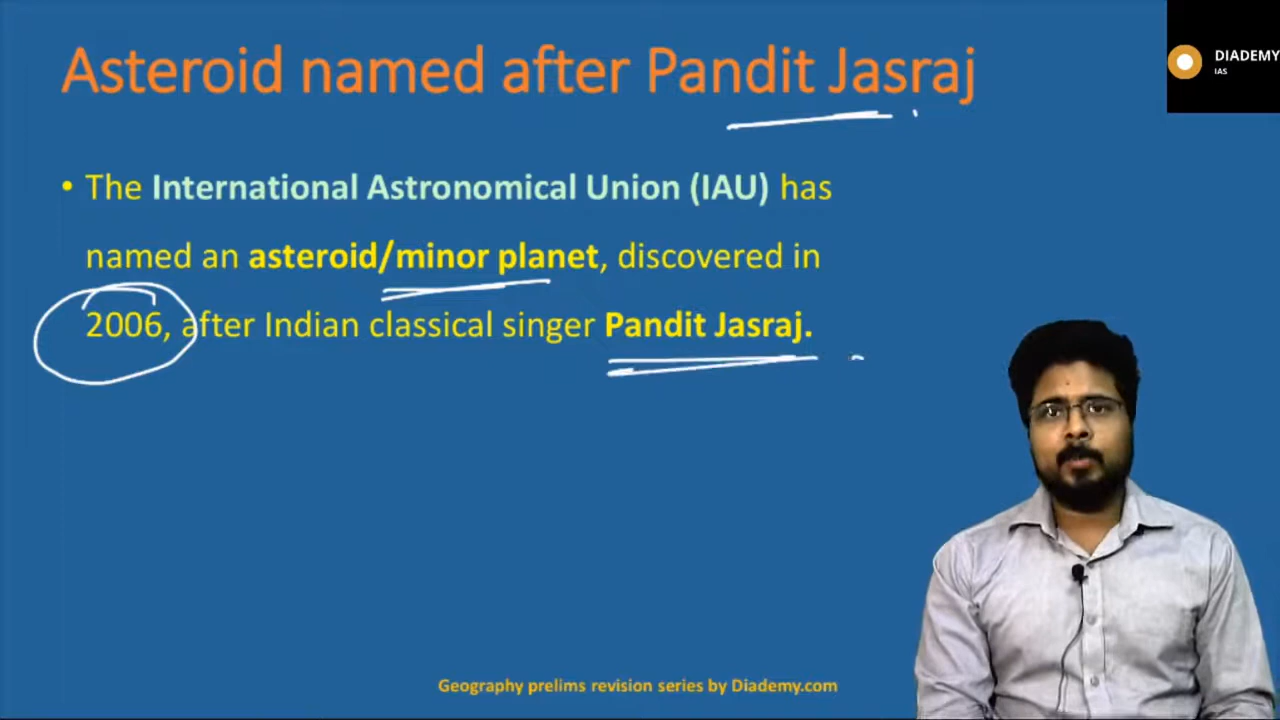 Asteroid named after Pandit Jasraj
DIADEMY
IAS
• The International Astronomical Union (IAU) has
named an asteroid/minor planet, discovered in
2006, after Indian classical singer Pandit Jasraj.
Geography prelims revision series by Diademy.com